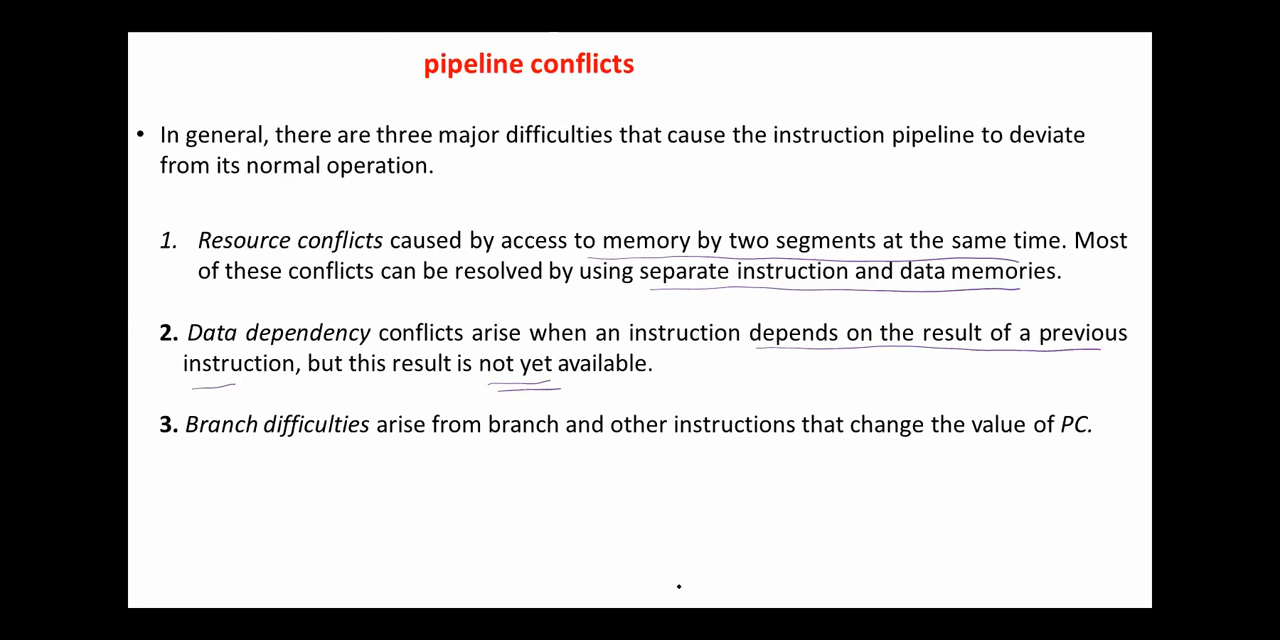 pipeline conflicts
• In general, there are three major difficulties that cause the instruction pipeline to deviate
from its normal operation.
1. Resource conflicts caused by access to memory by two segments at the same time. Most
of these conflicts can be resolved by using separate instruction and data memories.
2. Data dependency conflicts arise when an instruction depends on the result of a previous
instruction, but this result is not yet available.
3. Branch difficulties arise from branch and other instructions that change the value of PC.